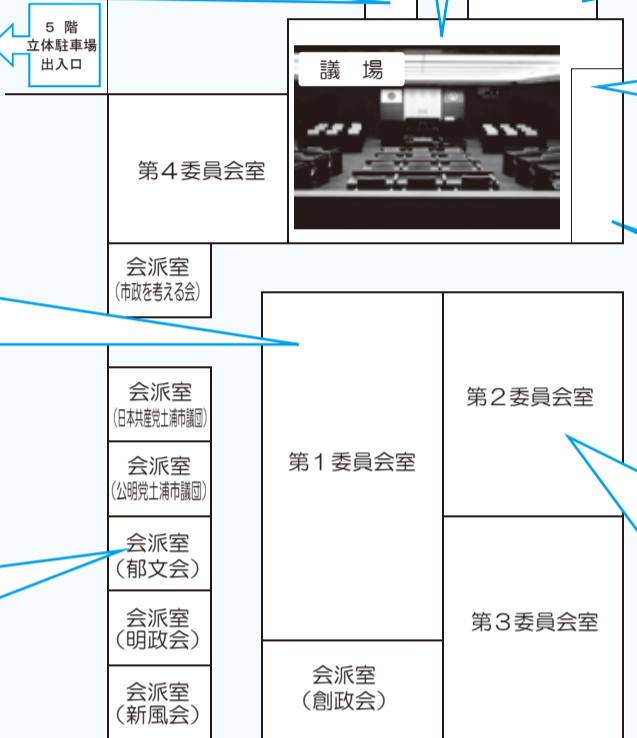 5 階
立体駐車場
出入口
議場
第4委員会室
会派室
(市政を考える会)
会派室
(日本共産党土浦市議団)
会派室
(公明党土浦市議団)
会派室
(郁文会)
会派室
(明政会)
会派室
(新風会)
第1委員会室
会派室
(創政会)
第2委員会室
第3委員会室